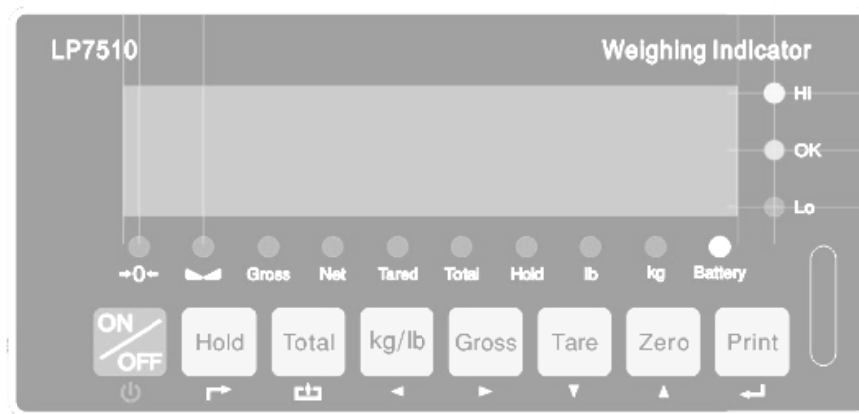 LP7510 Weighing Indicator
HI
OK
Lo
→0← Gross Net Tared Total Hold lb kg Battery
ON/OFF Hold Total kg/lb Gross Tare Zero Print